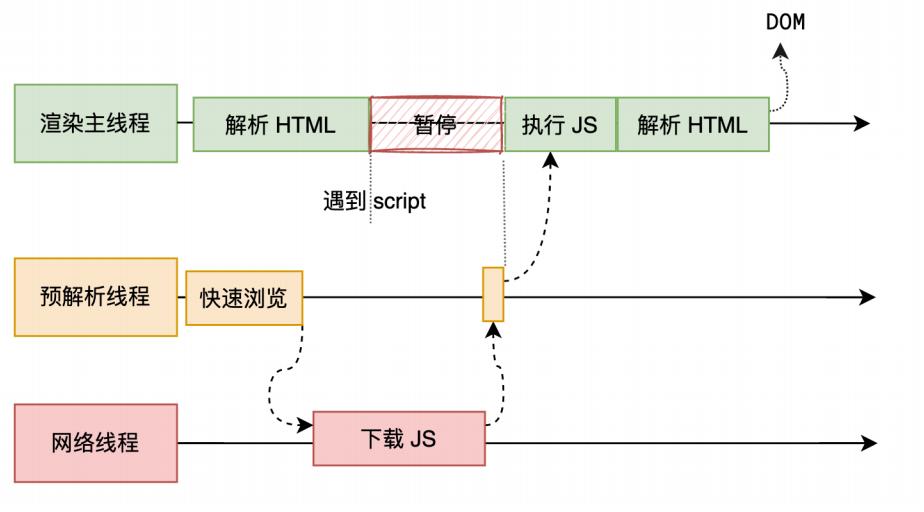 DOM
渲染主线程
解析 HTML
暂停
执行 JS
解析 HTML
遇到 script
预解析线程
快速浏览
网络线程
下载 JS